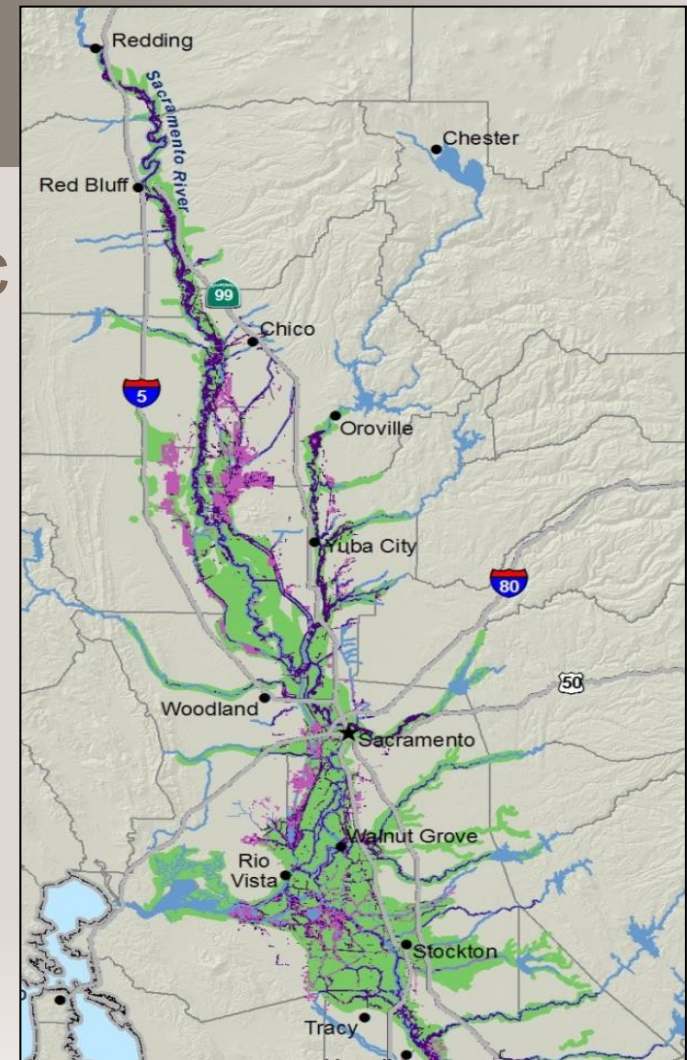 Redding
Sacramento River
Chester
Red Bluff
c
99
Chico
5
Oroville
Yuba City
80
50
Woodland
Sacramento
Walnut Grove
Rio
Vista
Stockton
Tracy